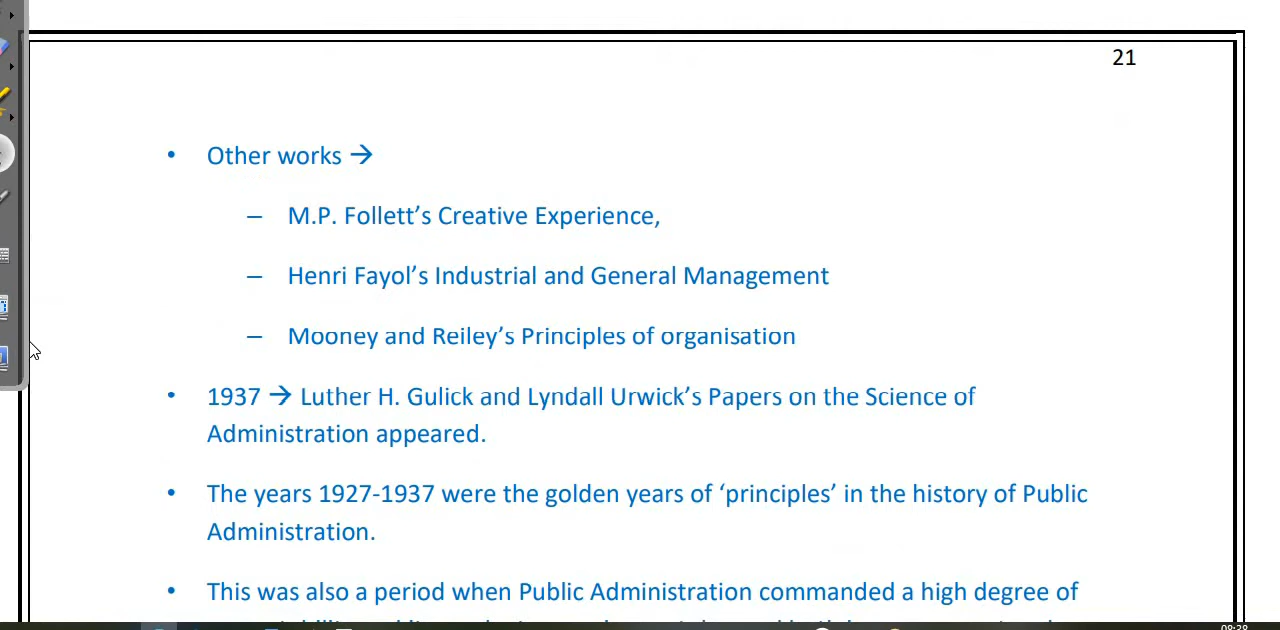 21
• Other works →
– M.P. Follett’s Creative Experience,
– Henri Fayol’s Industrial and General Management
– Mooney and Reiley’s Principles of organisation
• 1937 → Luther H. Gulick and Lyndall Urwick’s Papers on the Science of
Administration appeared.
• The years 1927-1937 were the golden years of ‘principles’ in the history of Public
Administration.
• This was also a period when Public Administration commanded a high degree of